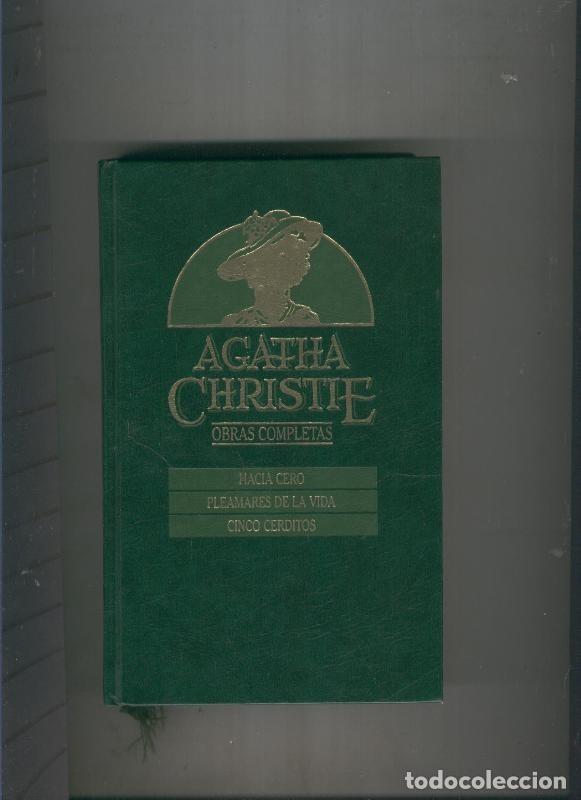 AGATHA
CHRISTIE
OBRAS COMPLETAS
HACIA CERO
PLEAMARES DE LA VIDA
CINCO CERDITOS
todocoleccion